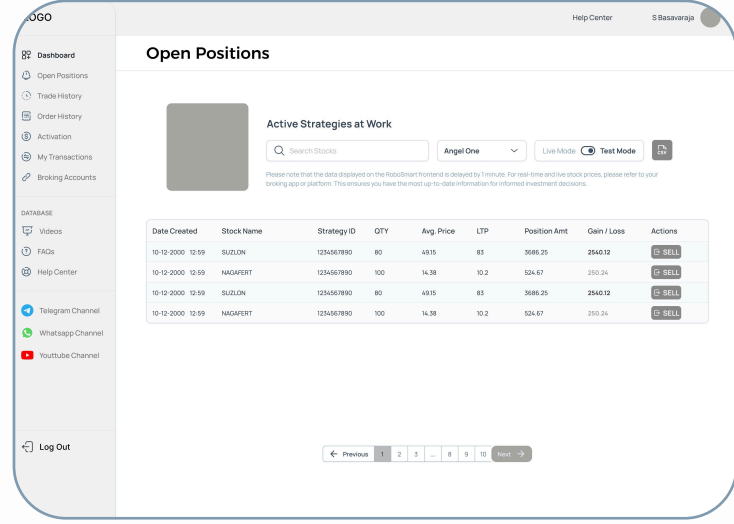 LOGO
Help Center
S Basavaraja
Dashboard
Open Positions
Trade History
Order History
Activation
My Transactions
Broking Accounts
DATABASE
Videos
FAQs
Help Center
Telegram Channel
Whatsapp Channel
Youttube Channel
Log Out
Open Positions
Active Strategies at Work
Search Stocks
Angel One
Live Mode Test Mode
CSV
Please note that the data displayed on the RoboSmart frontend is delayed by 1 minute. For real-time and live stock prices, please refer to your
broking app or platform. This ensures you have the most up-to-date information for informed investment decisions.
Date Created Stock Name Strategy ID QTY Avg. Price LTP Position Amt Gain / Loss Actions
10-12-2000 12:59 SUZLON 1234567890 80 49.15 83 3686.25 2540.12 SELL
10-12-2000 12:59 NAGAFERT 1234567890 100 14.38 10.2 524.67 250.24 SELL
10-12-2000 12:59 SUZLON 1234567890 80 49.15 83 3686.25 2540.12 SELL
10-12-2000 12:59 NAGAFERT 1234567890 100 14.38 10.2 524.67 250.24 SELL
Previous 1 2 3 ... 8 9 10 Next